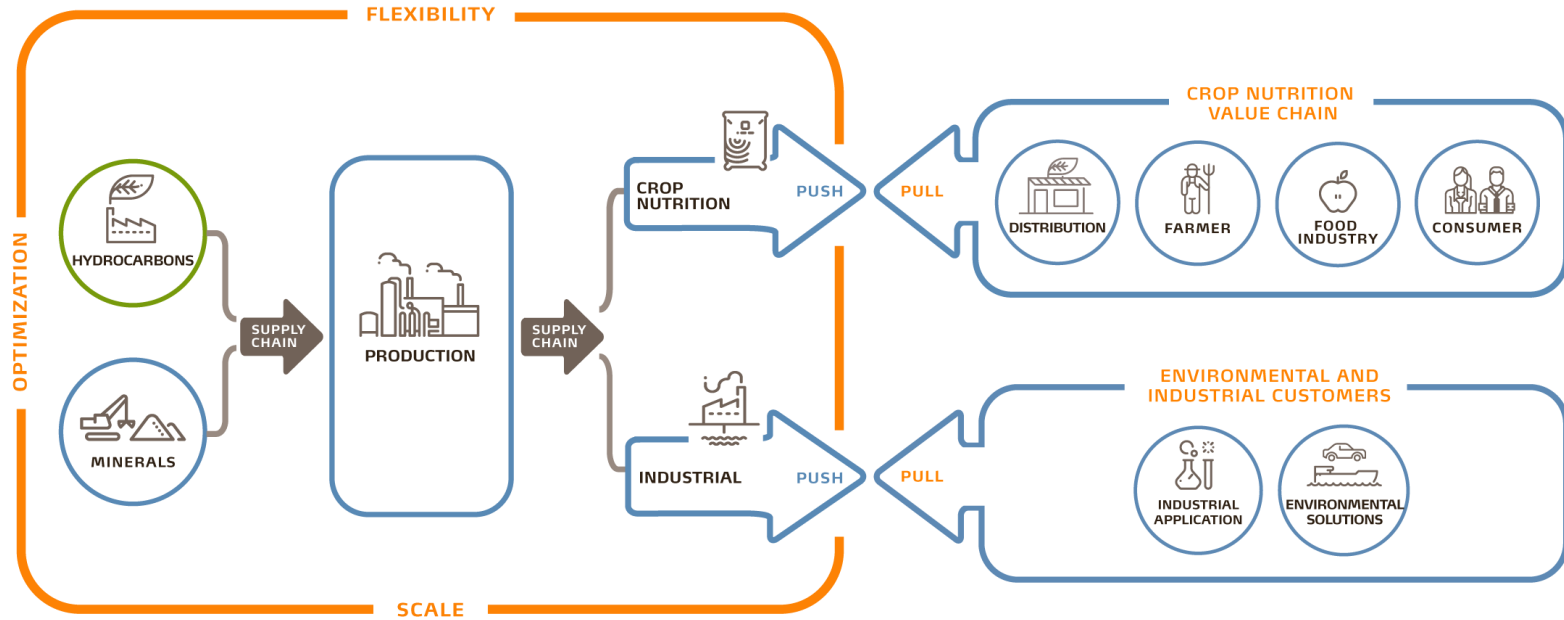 FLEXIBILITY
OPTIMIZATION
HYDROCARBONS
MINERALS
SUPPLY
CHAIN
PRODUCTION
SUPPLY
CHAIN
CROP
NUTRITION
PUSH
INDUSTRIAL
PUSH
SCALE
PULL
CROP NUTRITION
VALUE CHAIN
DISTRIBUTION
FARMER
FOOD
INDUSTRY
CONSUMER
PULL
ENVIRONMENTAL AND
INDUSTRIAL CUSTOMERS
INDUSTRIAL
APPLICATION
ENVIRONMENTAL
SOLUTIONS